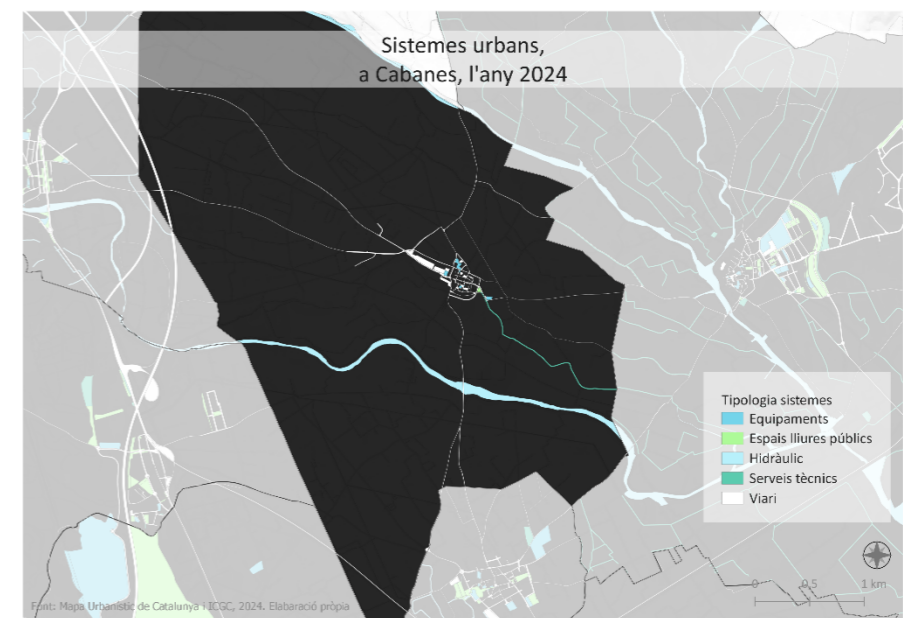 Sistemes urbans,
a Cabanes, l'any 2024
Tipologia sistemes
Equipaments
Espais lliures públics
Hidràulic
Serveis tècnics
Viari
0 0,5 1 km
Font: Mapa Urbanístic de Catalunya i ICGC, 2024. Elabaració pròpia